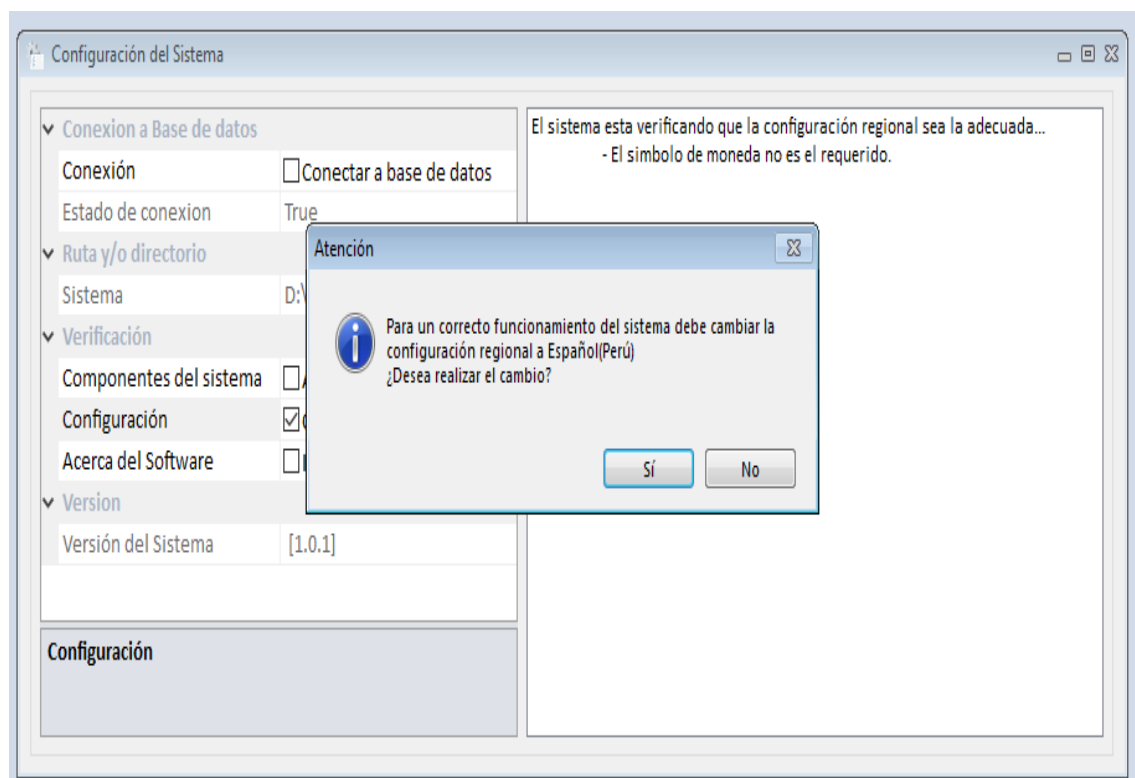 Configuración del Sistema
Conexion a Base de datos
Conexión
Conectar a base de datos
Estado de conexion
True
Ruta y/o directorio
Sistema
D:\
Verificación
Componentes del sistema
Configuración
Acerca del Software
Version
Versión del Sistema
[1.0.1]
Configuración
El sistema esta verificando que la configuración regional sea la adecuada...
- El simbolo de moneda no es el requerido.
Atención
Para un correcto funcionamiento del sistema debe cambiar la
configuración regional a Español(Perú)
¿Desea realizar el cambio?
Sí
No